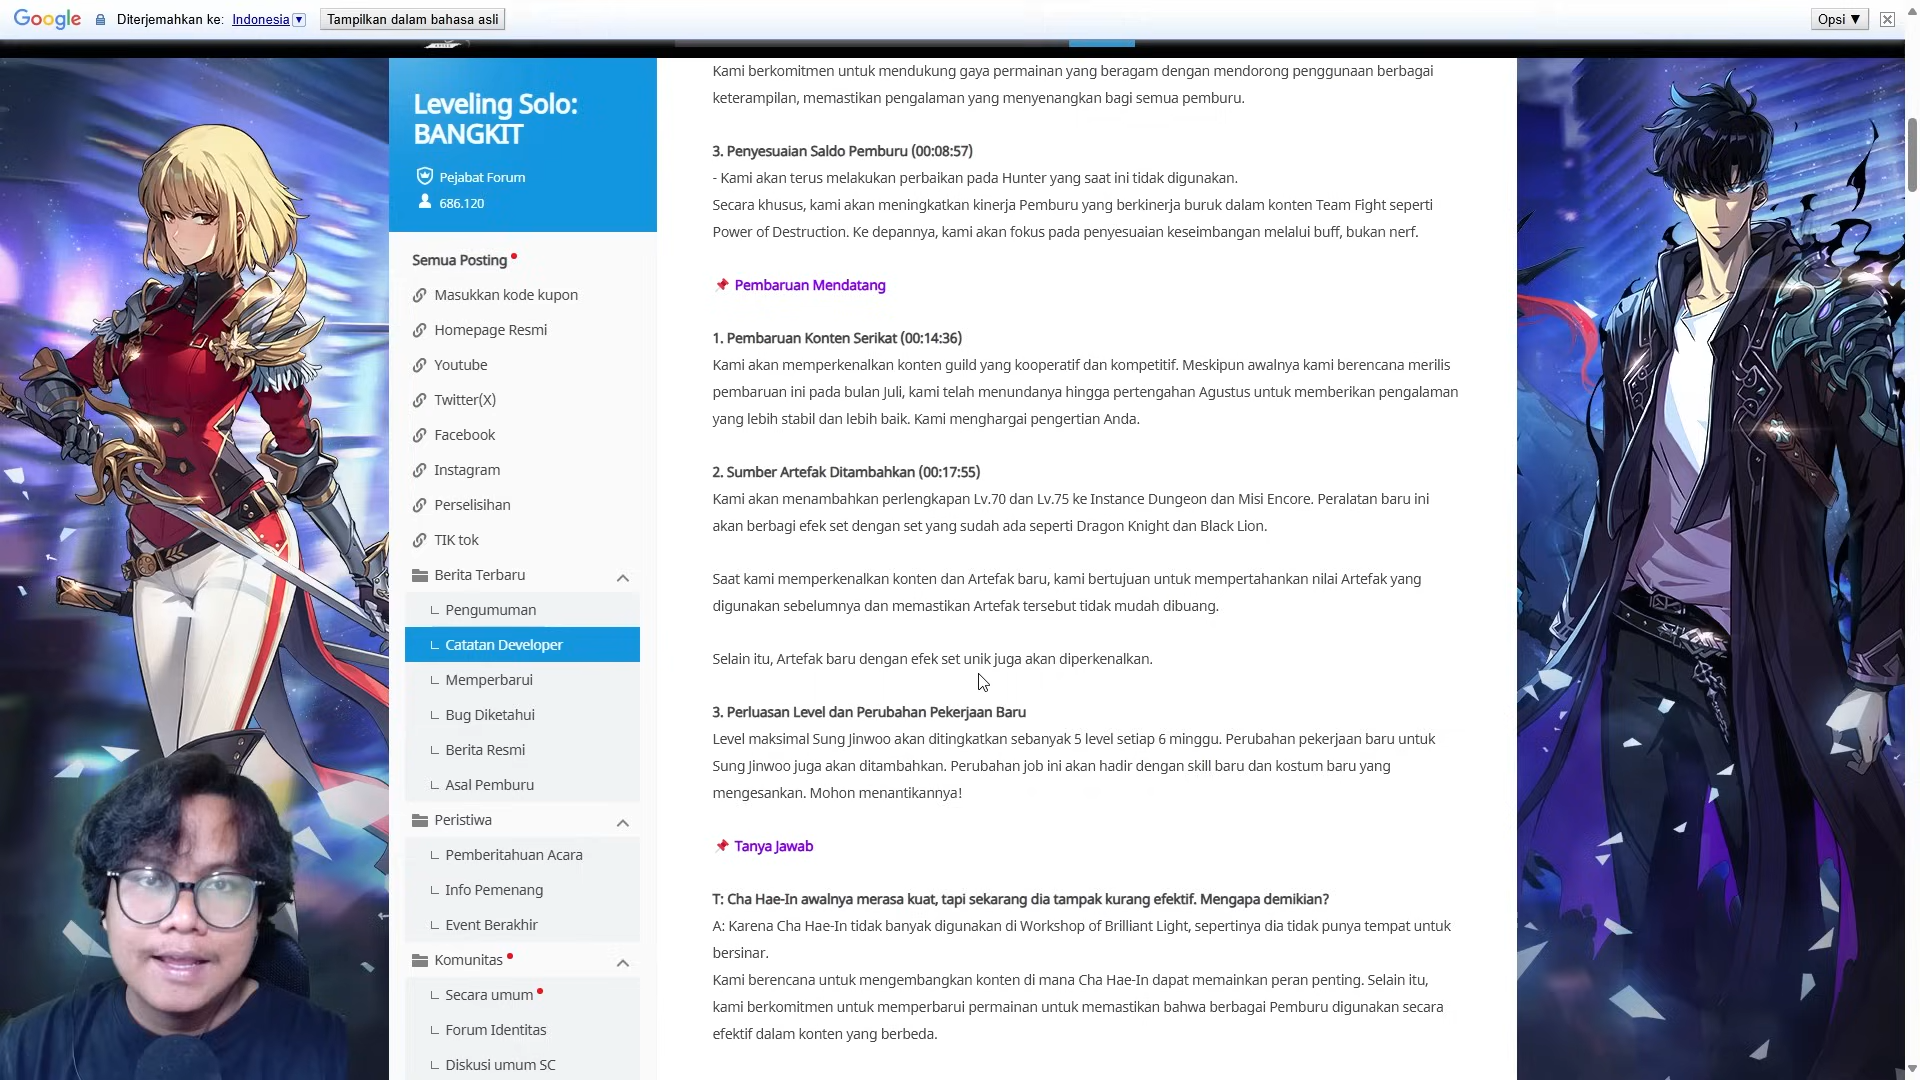 Google
Diterjemahkan ke:
Indonesia
Tampilkan dalam bahasa asli
Opsi ▼
Leveling Solo:
BANGKIT
Pejabat Forum
686.120
Semua Posting
Masukkan kode kupon
Homepage Resmi
Youtube
Twitter(X)
Facebook
Instagram
Perselisihan
TIK tok
Berita Terbaru
Pengumuman
Catatan Developer
Memperbarui
Bug Diketahui
Berita Resmi
Asal Pemburu
Peristiwa
Pemberitahuan Acara
Info Pemenang
Event Berakhir
Komunitas
Secara umum
Forum Identitas
Diskusi umum SC
Kami berkomitmen untuk mendukung gaya permainan yang beragam dengan mendorong penggunaan berbagai
keterampilan, memastikan pengalaman yang menyenangkan bagi semua pemburu.
3. Penyesuaian Saldo Pemburu (00:08:57)
- Kami akan terus melakukan perbaikan pada Hunter yang saat ini tidak digunakan.
Secara khusus, kami akan meningkatkan kinerja Pemburu yang berkinerja buruk dalam konten Team Fight seperti
Power of Destruction. Ke depannya, kami akan fokus pada penyesuaian keseimbangan melalui buff, bukan nerf.
📌 Pembaruan Mendatang
1. Pembaruan Konten Serikat (00:14:36)
Kami akan memperkenalkan konten guild yang kooperatif dan kompetitif. Meskipun awalnya kami berencana merilis
pembaruan ini pada bulan Juli, kami telah menundanya hingga pertengahan Agustus untuk memberikan pengalaman
yang lebih stabil dan lebih baik. Kami menghargai pengertian Anda.
2. Sumber Artefak Ditambahkan (00:17:55)
Kami akan menambahkan perlengkapan Lv.70 dan Lv.75 ke Instance Dungeon dan Misi Encore. Peralatan baru ini
akan berbagi efek set dengan set yang sudah ada seperti Dragon Knight dan Black Lion.
Saat kami memperkenalkan konten dan Artefak baru, kami bertujuan untuk mempertahankan nilai Artefak yang
digunakan sebelumnya dan memastikan Artefak tersebut tidak mudah dibuang.
Selain itu, Artefak baru dengan efek set unik juga akan diperkenalkan.
3. Perluasan Level dan Perubahan Pekerjaan Baru
Level maksimal Sung Jinwoo akan ditingkatkan sebanyak 5 level setiap 6 minggu. Perubahan pekerjaan baru untuk
Sung Jinwoo juga akan ditambahkan. Perubahan job ini akan hadir dengan skill baru dan kostum baru yang
mengesankan. Mohon menantikannya!
📌 Tanya Jawab
T: Cha Hae-In awalnya merasa kuat, tapi sekarang dia tampak kurang efektif. Mengapa demikian?
A: Karena Cha Hae-In tidak banyak digunakan di Workshop of Brilliant Light, sepertinya dia tidak punya tempat untuk
bersinar.
Kami berencana untuk mengembangkan konten di mana Cha Hae-In dapat memainkan peran penting. Selain itu,
kami berkomitmen untuk memperbarui permainan untuk memastikan bahwa berbagai Pemburu digunakan secara
efektif dalam konten yang berbeda.